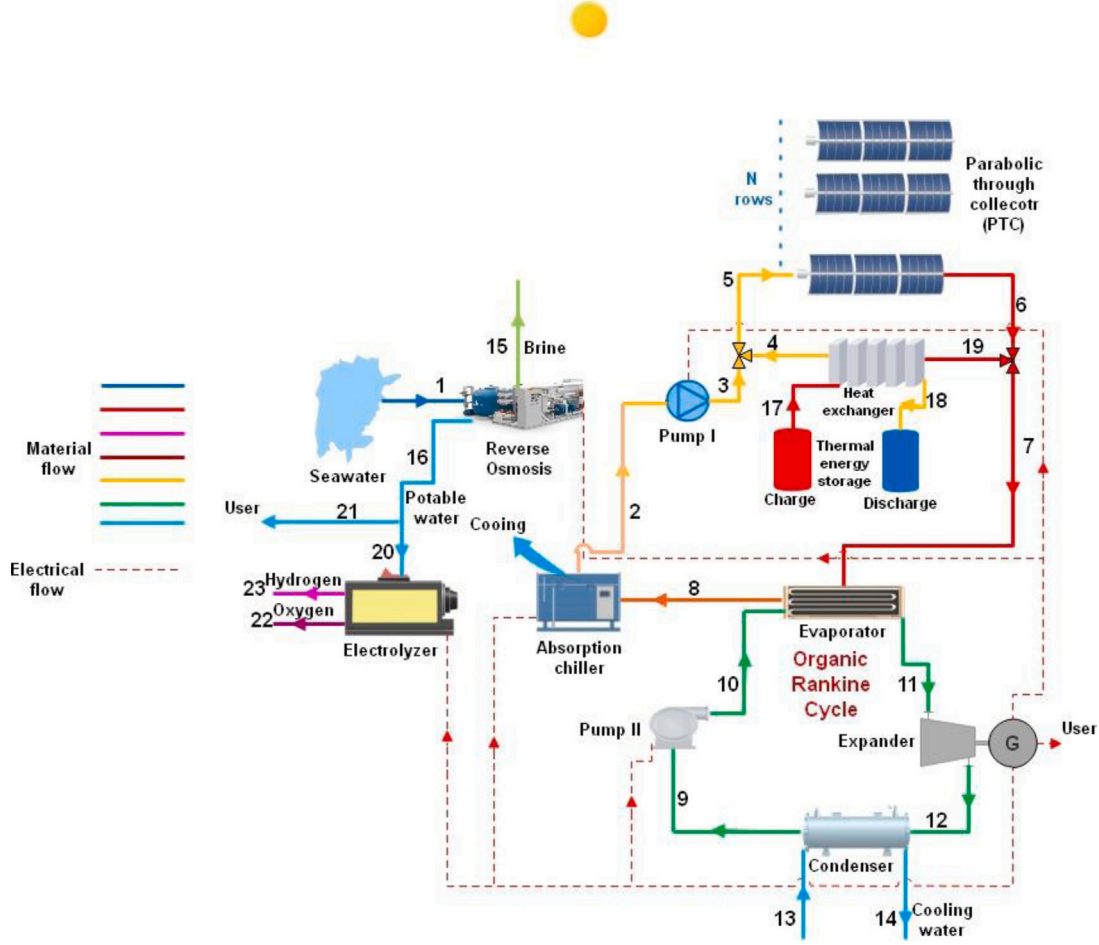 N
rows
Parabolic
through
collecotr
(PTC)
5
6
15
Brine
4
19
1
3
Heat
exchanger
17
18
Pump I
Thermal
energy
storage
Charge
Discharge
7
Reverse
Osmosis
Seawater
Material
flow
16
Potable
water
User
21
2
Cooing
20
Electrical
flow
23
Hydrogen
22
Oxygen
Electrolyzer
8
Absorption
chiller
Evaporator
Organic
Rankine
Cycle
10
11
Pump II
Expander
G
User
9
12
Condenser
13
14
Cooling
water